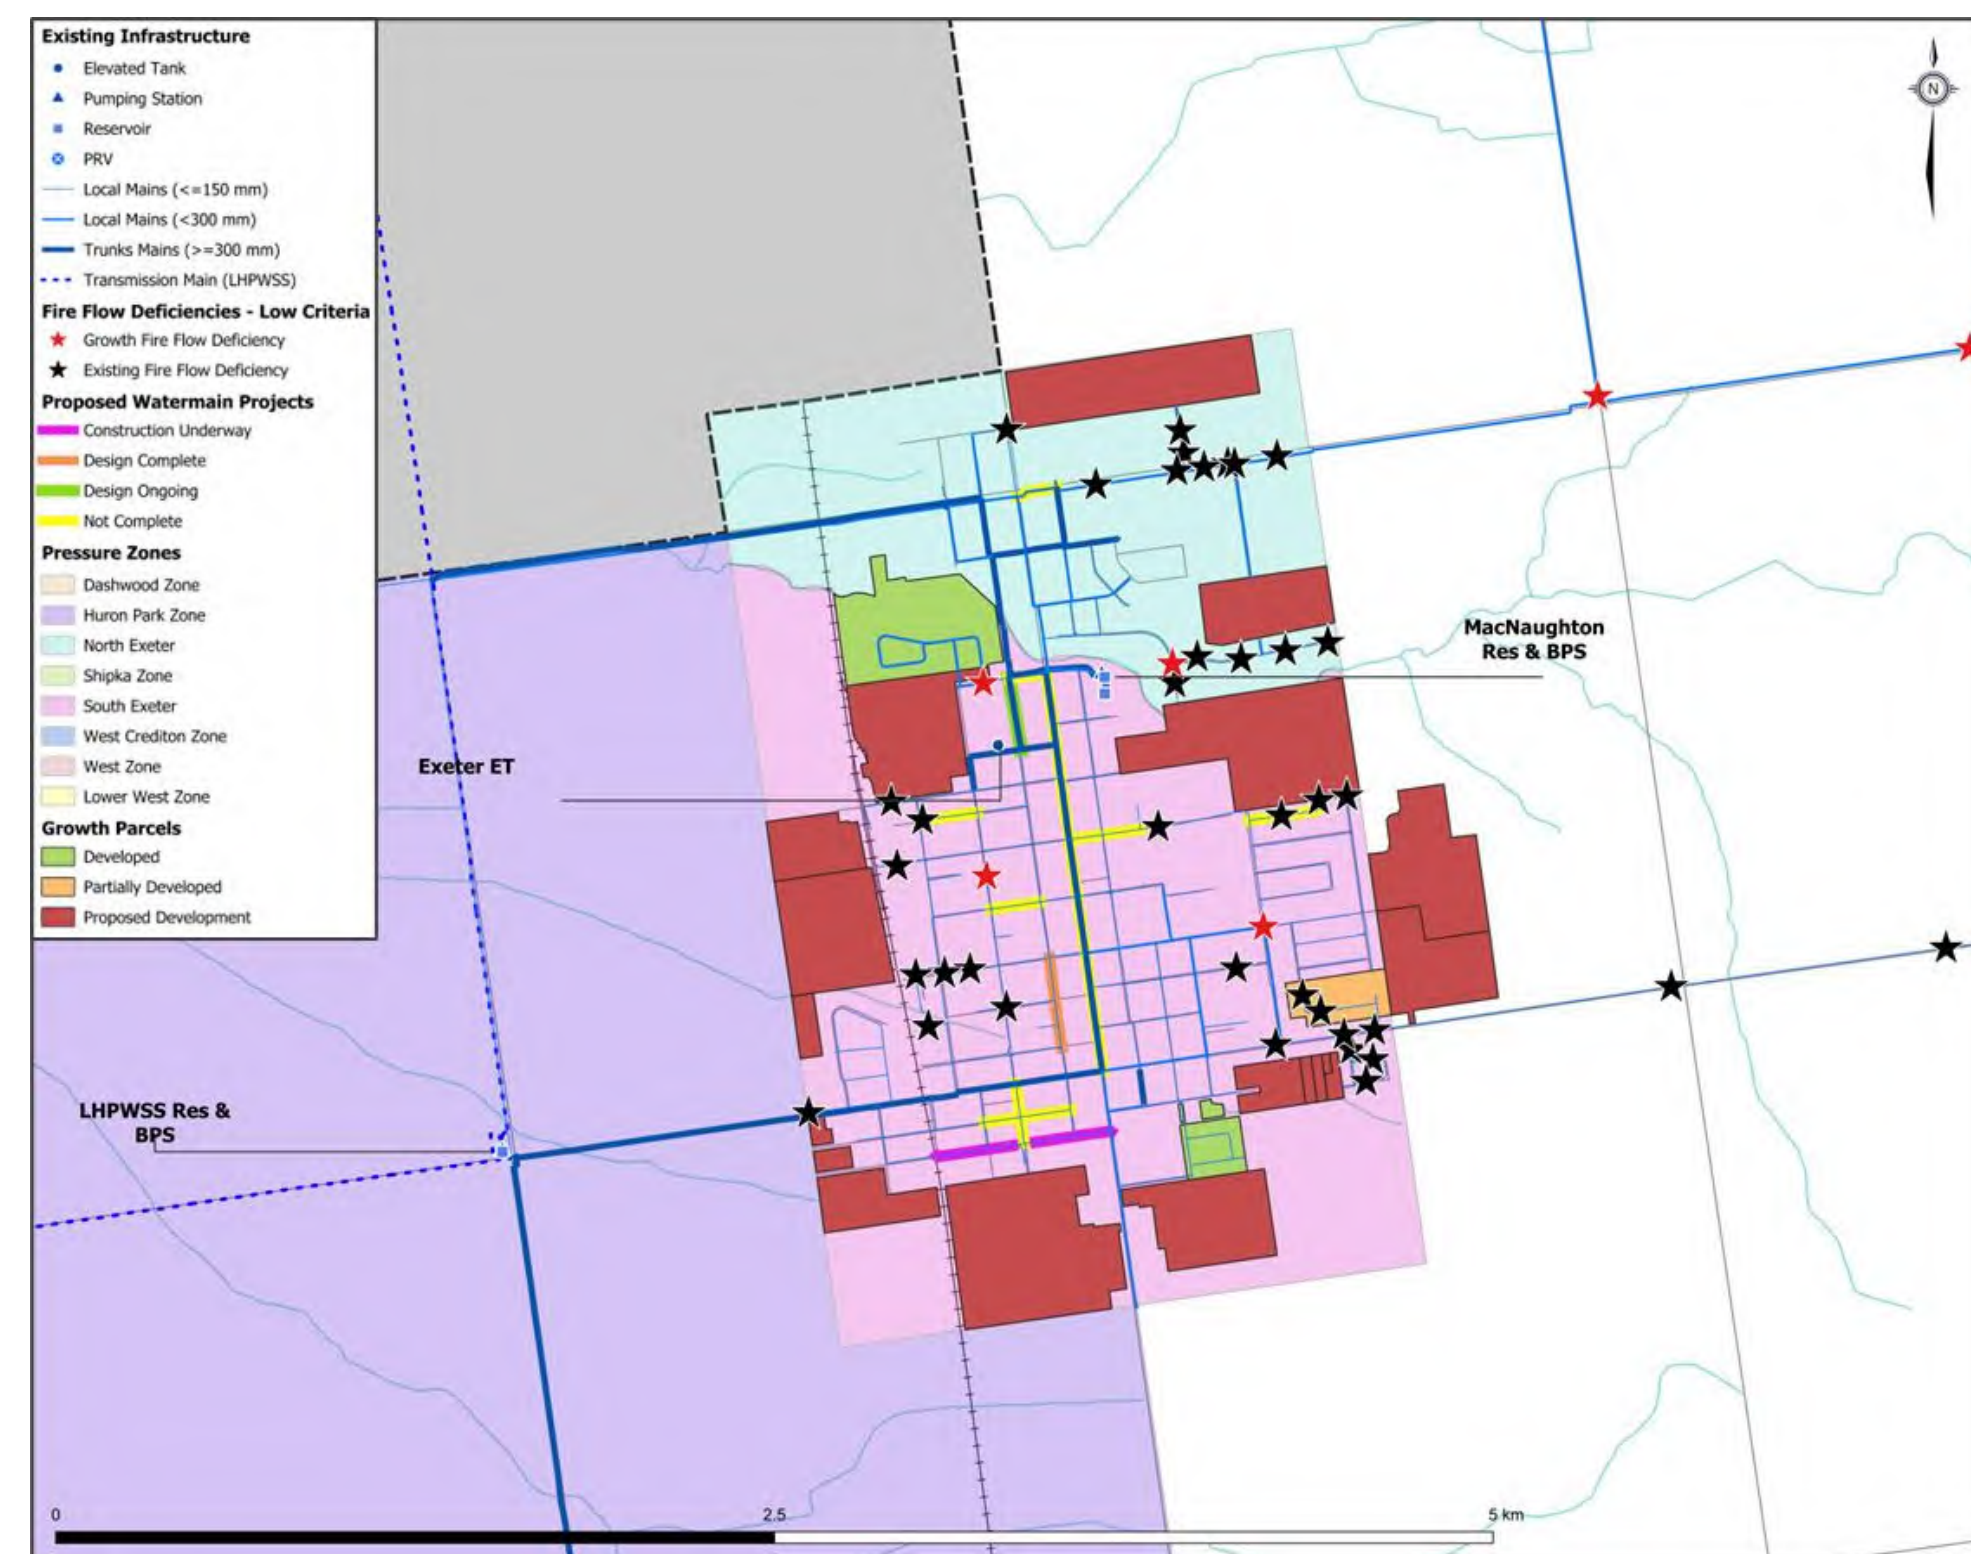 Existing Infrastructure
Elevated Tank
Pumping Station
Reservoir
PRV
Local Mains (<=150 mm)
Local Mains (<300 mm)
Trunks Mains (>=300 mm)
Transmission Main (LHPWSS)
Fire Flow Deficiencies - Low Criteria
Growth Fire Flow Deficiency
Existing Fire Flow Deficiency
Proposed Watermain Projects
Construction Underway
Design Complete
Design Ongoing
Not Complete
Pressure Zones
Dashwood Zone
Huron Park Zone
North Exeter
Shipka Zone
South Exeter
West Crediton Zone
West Zone
Lower West Zone
Growth Parcels
Developed
Partially Developed
Proposed Development
N
MacNaughton
Res & BPS
Exeter ET
LHPWSS Res &
BPS
0 2.5 5 km